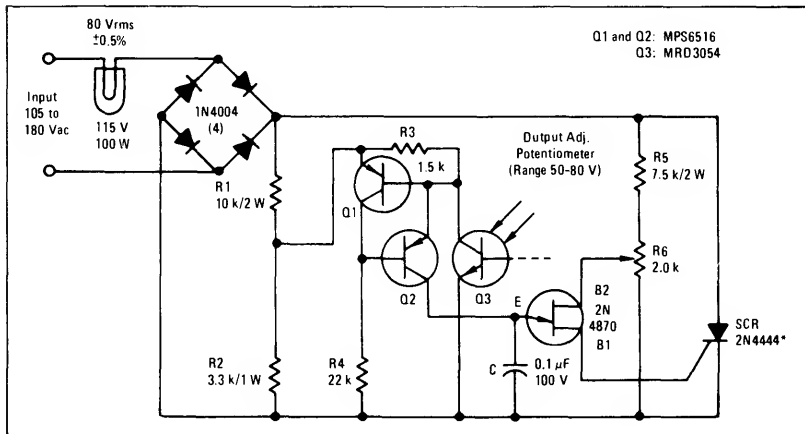 80 Vrms
±0.5%
Q1 and Q2: MPS6516
Q3: MRD3054
Input
105 to
180 Vac
115 V
100 W
1N4004
(4)
R1
10 k/2 W
R3
1.5 k
Output Adj.
Potentiometer
(Range 50-80 V)
R5
7.5 k/2 W
Q1
Q2
Q3
R6
2.0 k
E
B2
2N
4870
B1
SCR
2N4444*
R2
3.3 k/1 W
R4
22 k
C
0.1 µF
100 V